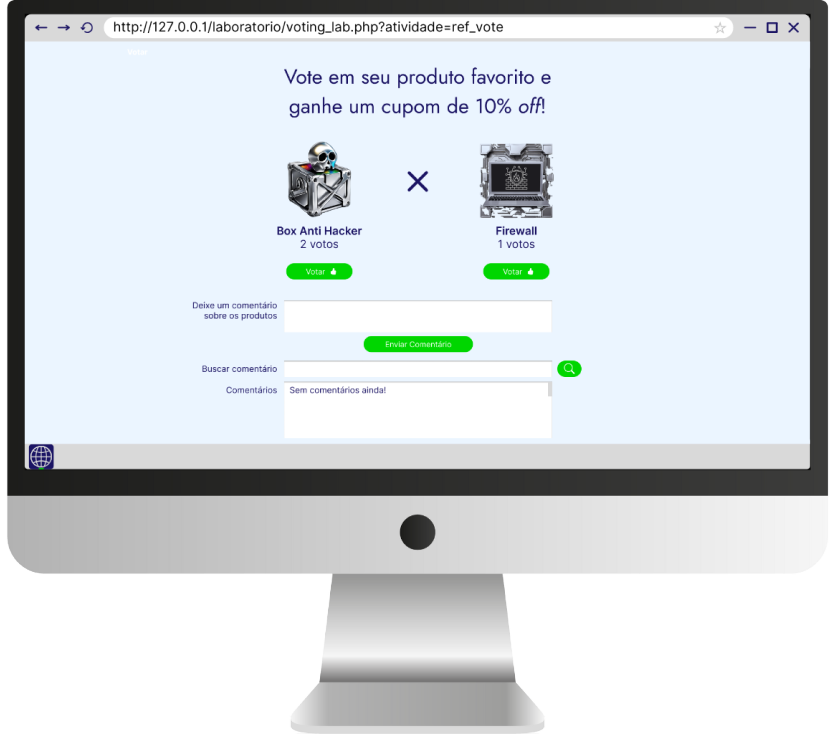 http://127.0.0.1/laboratorio/voting_lab.php?atividade=ref_vote
Votar
Vote em seu produto favorito e
ganhe um cupom de 10% off!
Box Anti Hacker
2 votos
Firewall
1 votos
Votar
Votar
Deixe um comentário
sobre os produtos
Enviar Comentário
Buscar comentário
Comentários
Sem comentários ainda!